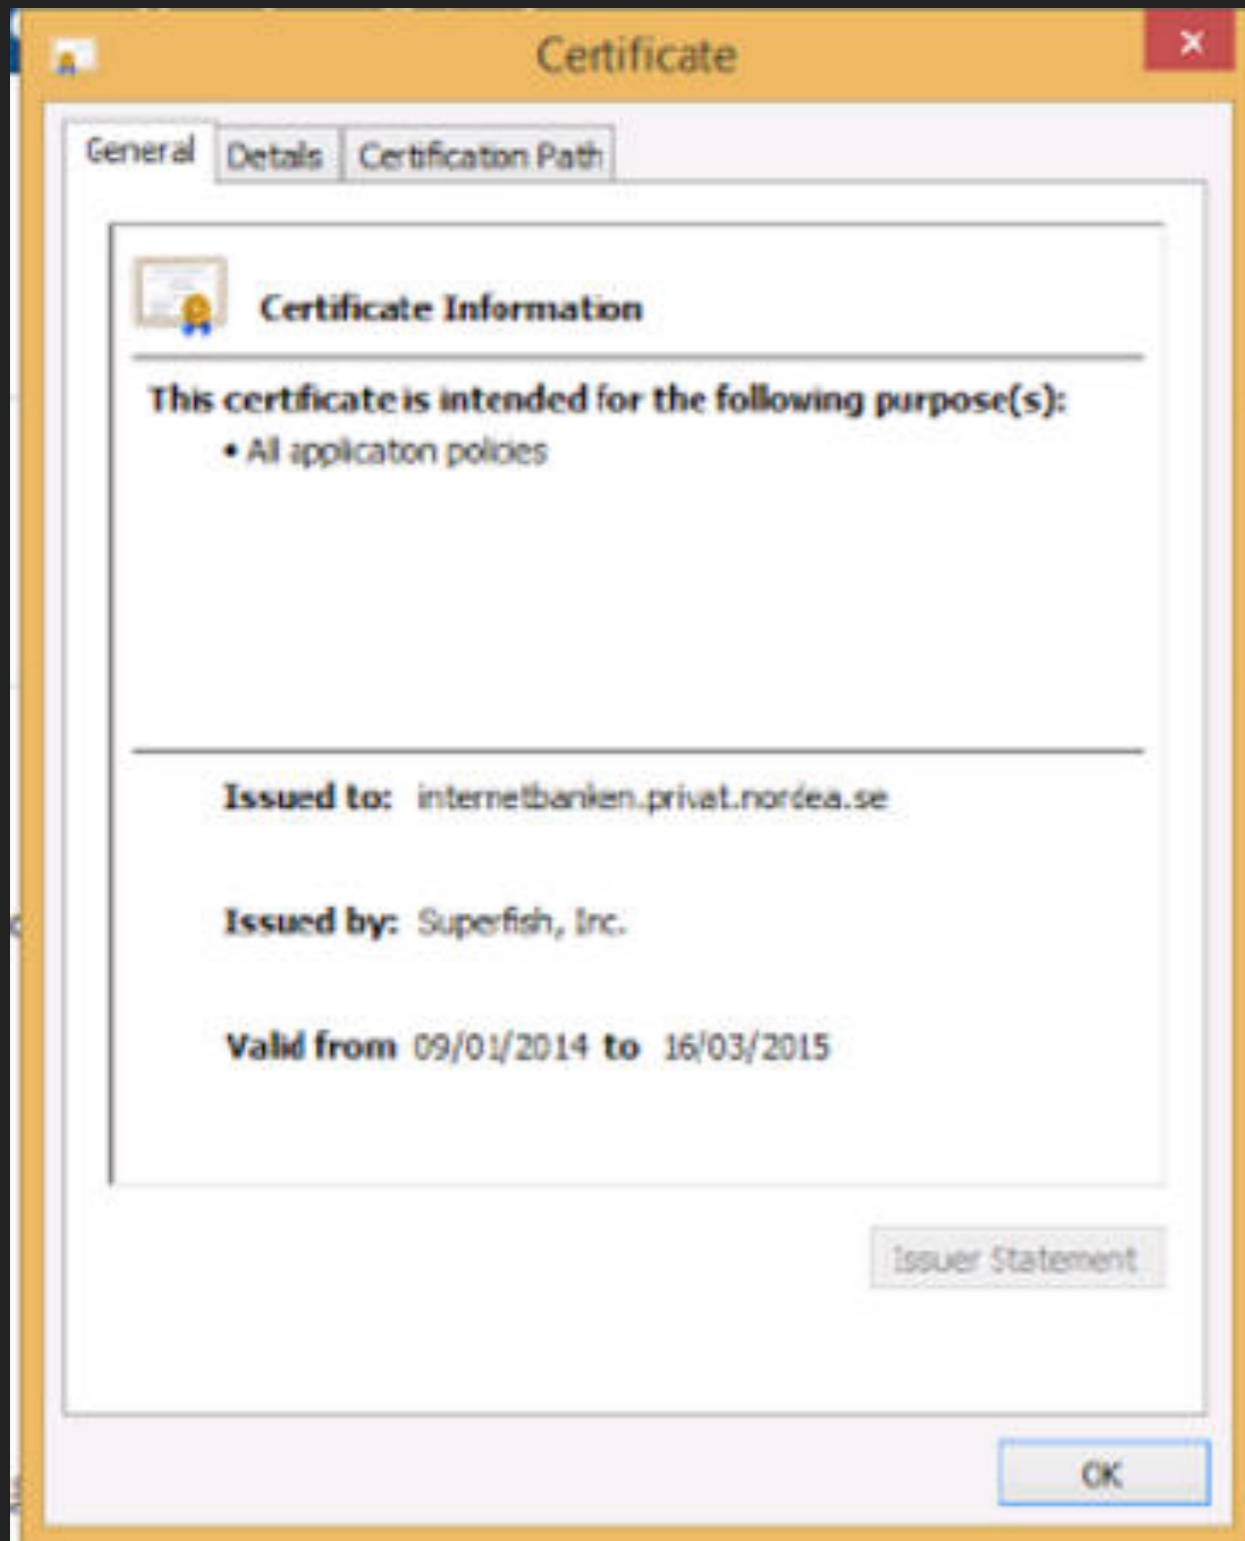 Certificate
General Details Certification Path
Certificate Information
This certificate is intended for the following purpose(s):
• All application policies
Issued to: internetbanken.privat.nordea.se
Issued by: Superfish, Inc.
Valid from 09/01/2014 to 16/03/2015
Issuer Statement
OK